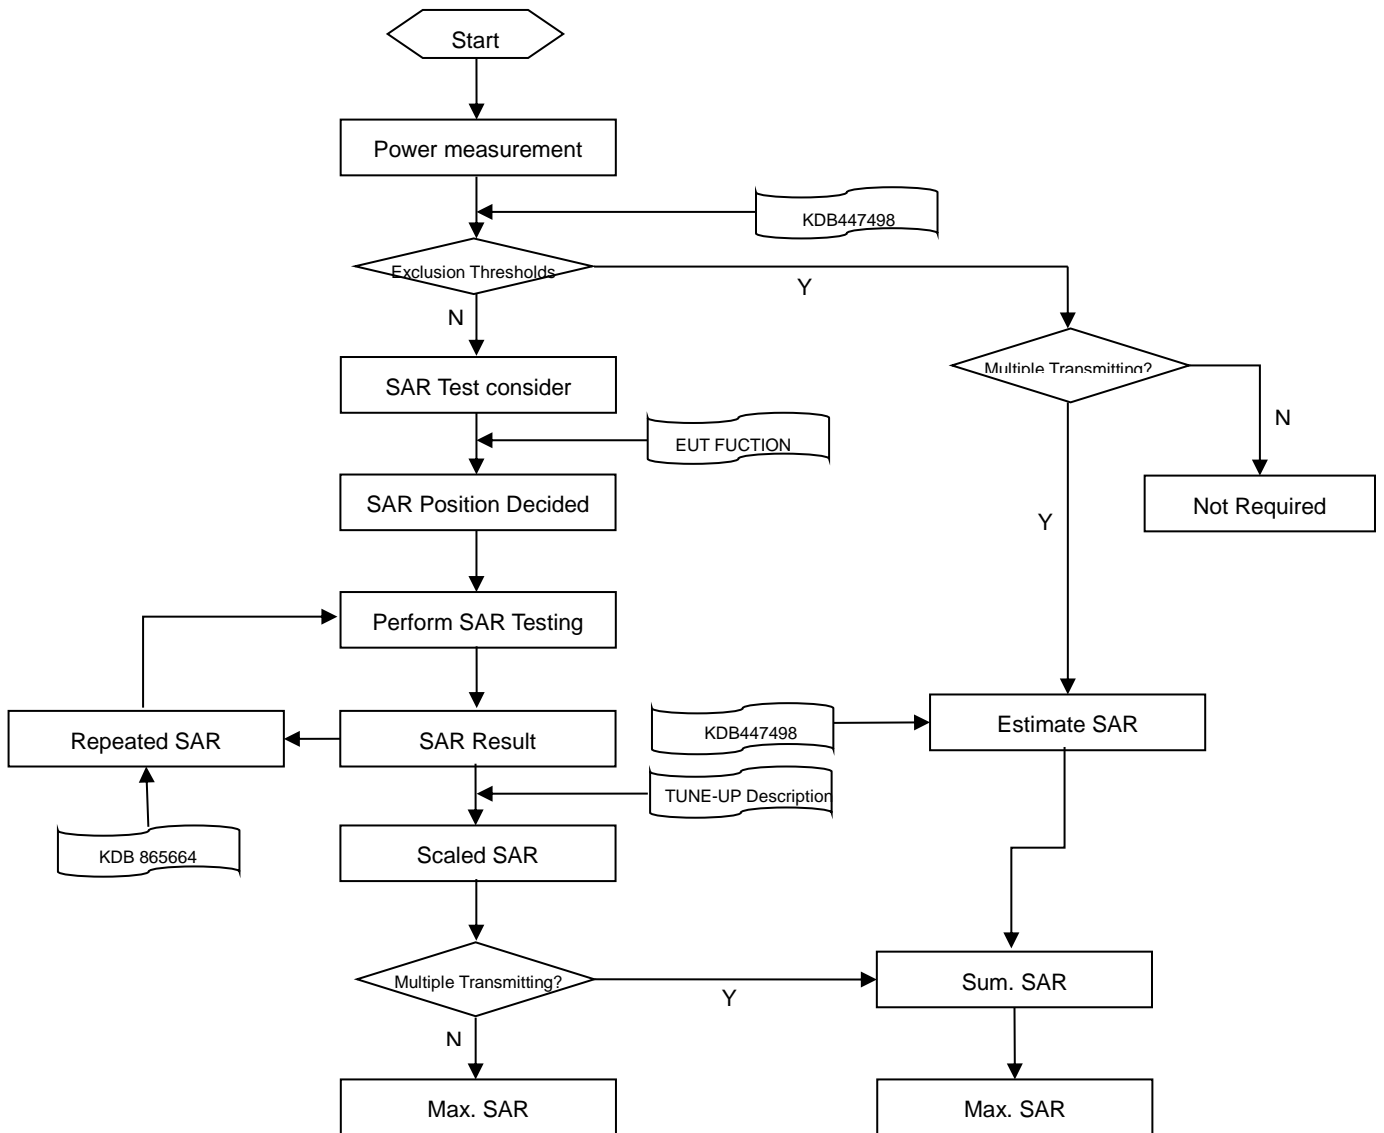 Start
Power measurement
KDB447498
Exclusion Thresholds
Y
N
Multiple Transmitting?
SAR Test consider
N
EUT FUCTION
SAR Position Decided
Not Required
Y
Perform SAR Testing
Repeated SAR
SAR Result
KDB447498
Estimate SAR
TUNE-UP Description
KDB 865664
Scaled SAR
Multiple Transmitting?
Y
Sum. SAR
N
Max. SAR
Max. SAR